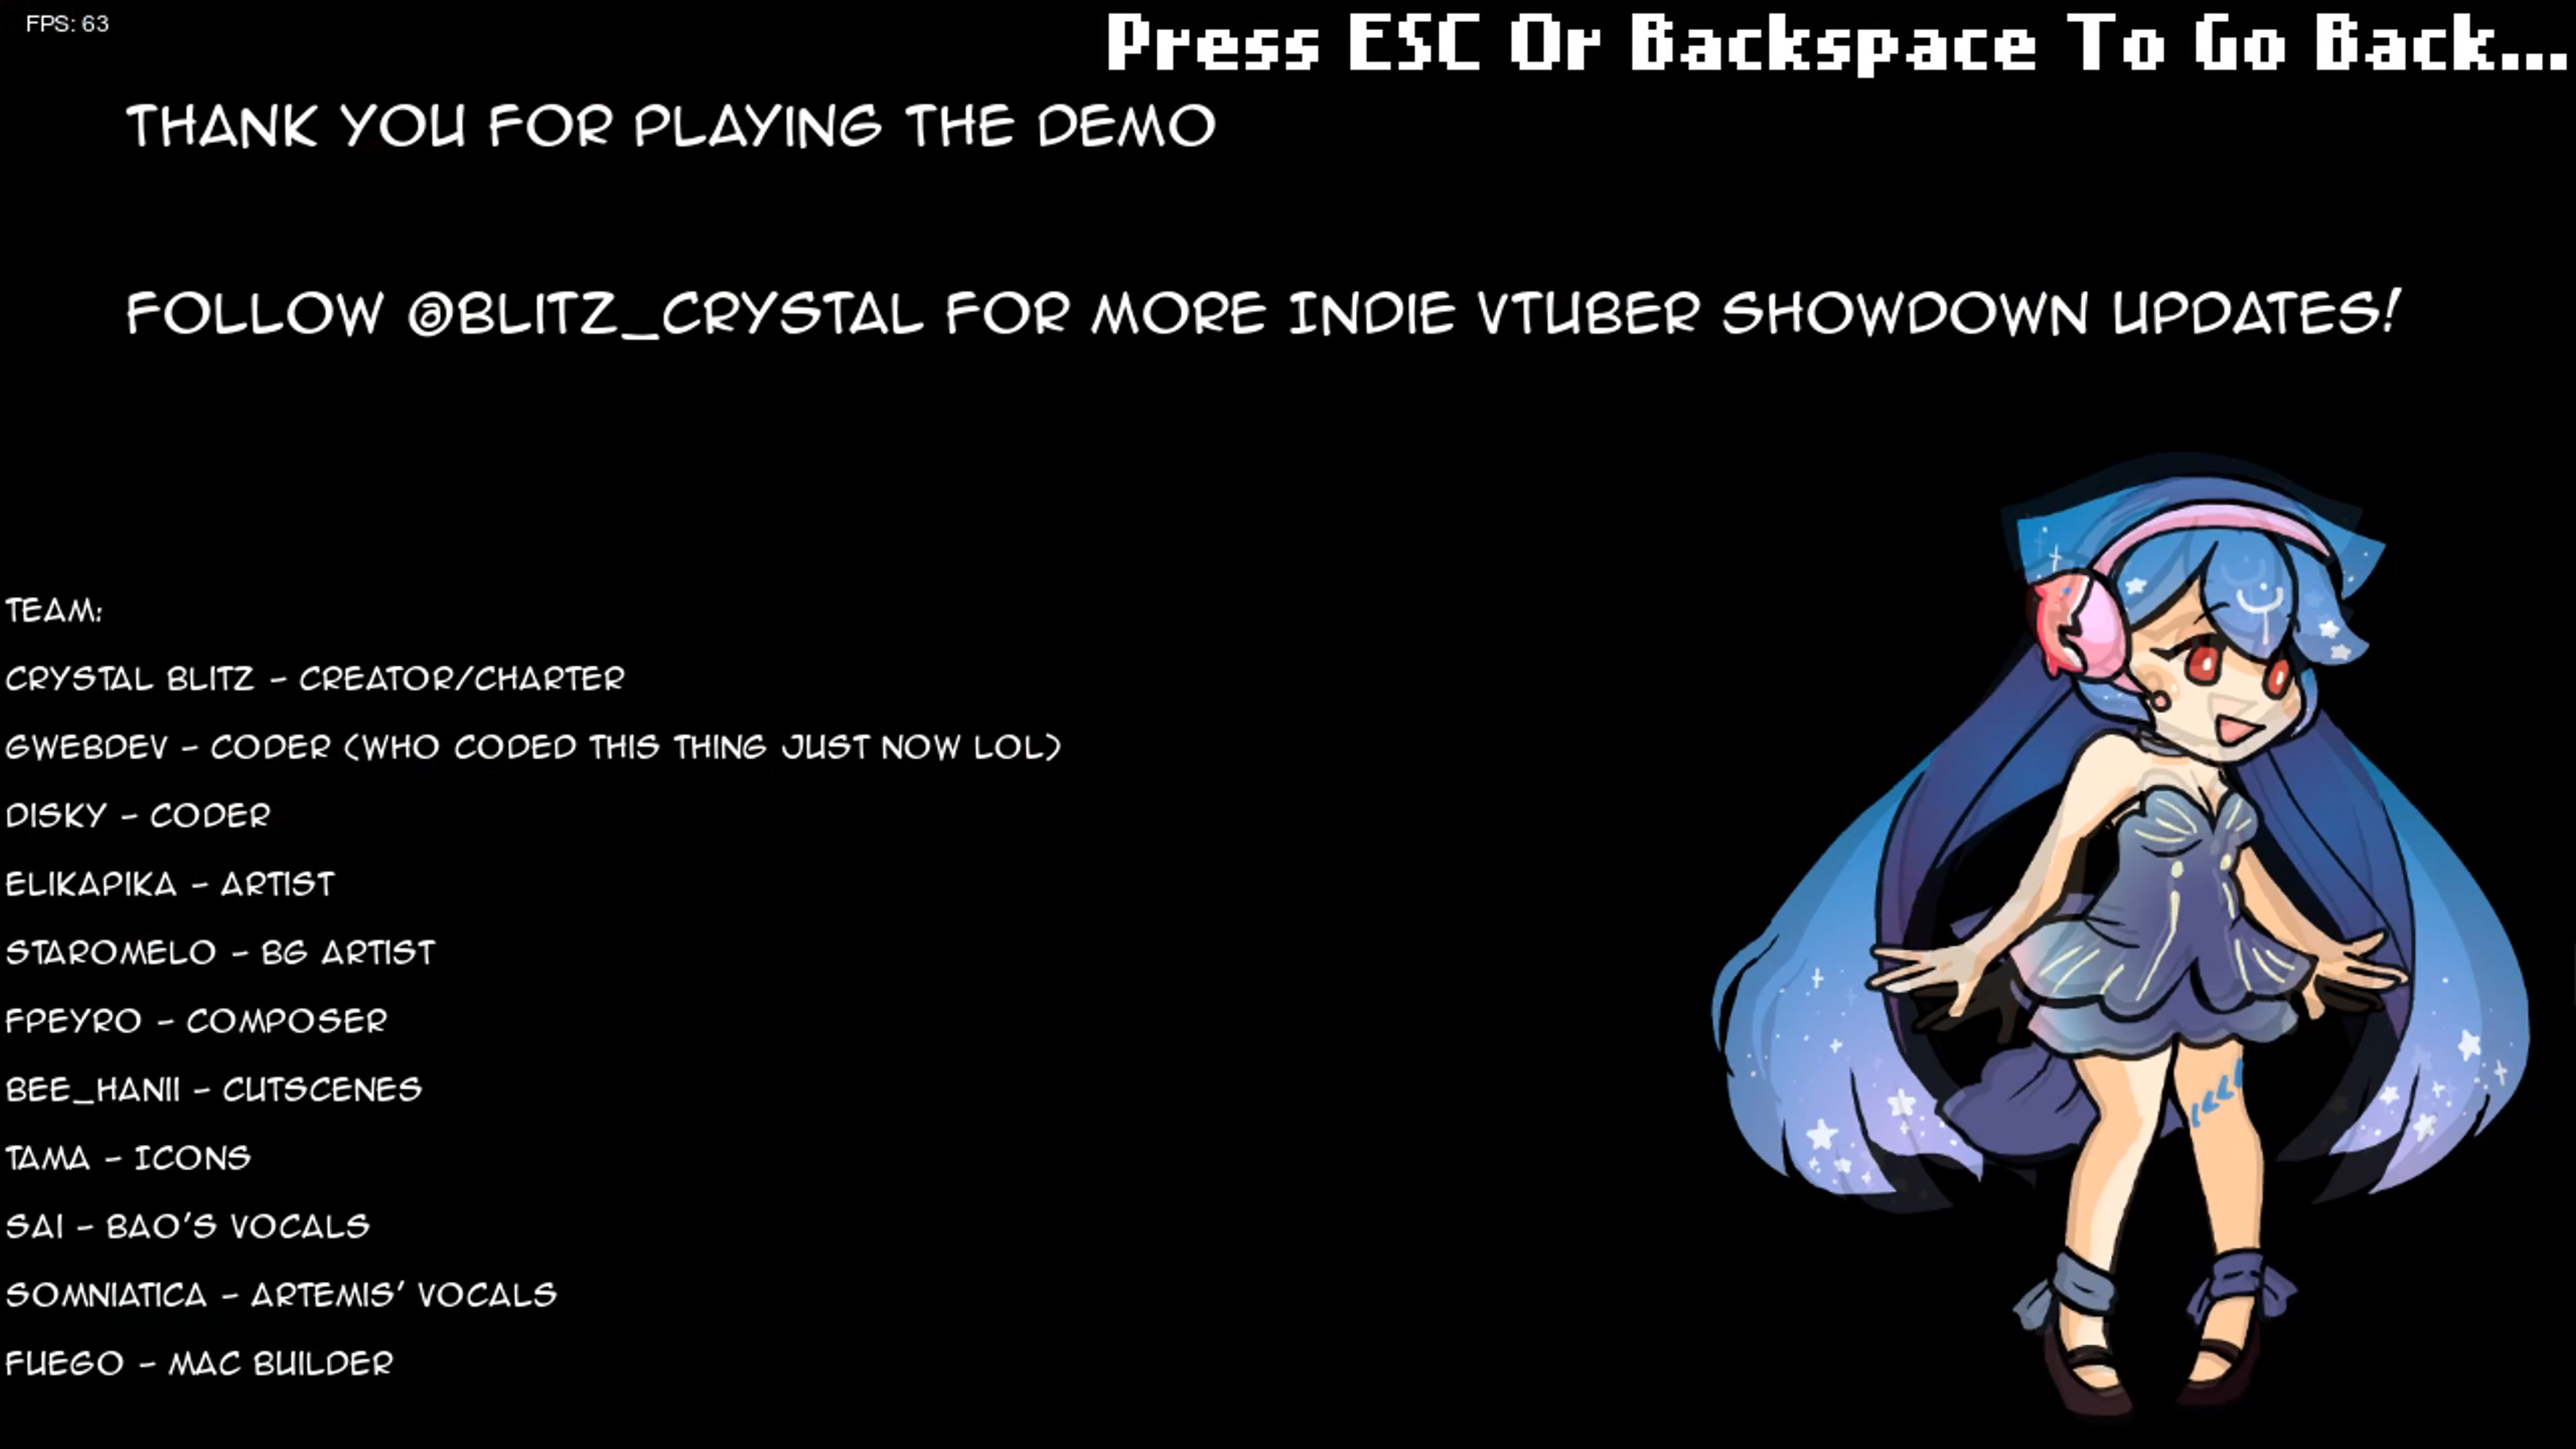 FPS: 63
Press ESC Or Backspace To Go Back...
THANK YOU FOR PLAYING THE DEMO
FOLLOW @BLITZ_CRYSTAL FOR MORE INDIE VTUBER SHOWDOWN UPDATES!
TEAM:
CRYSTAL BLITZ - CREATOR/CHARTER
GWEBDEV - CODER (WHO CODED THIS THING JUST NOW LOL)
DISKY - CODER
ELIKAPIKA - ARTIST
STAROMELO - BG ARTIST
FPEYRO - COMPOSER
BEE_HANII - CUTSCENES
TAMA - ICONS
SAI - BAO'S VOCALS
SOMNIATICA - ARTEMIS' VOCALS
FUEGO - MAC BUILDER